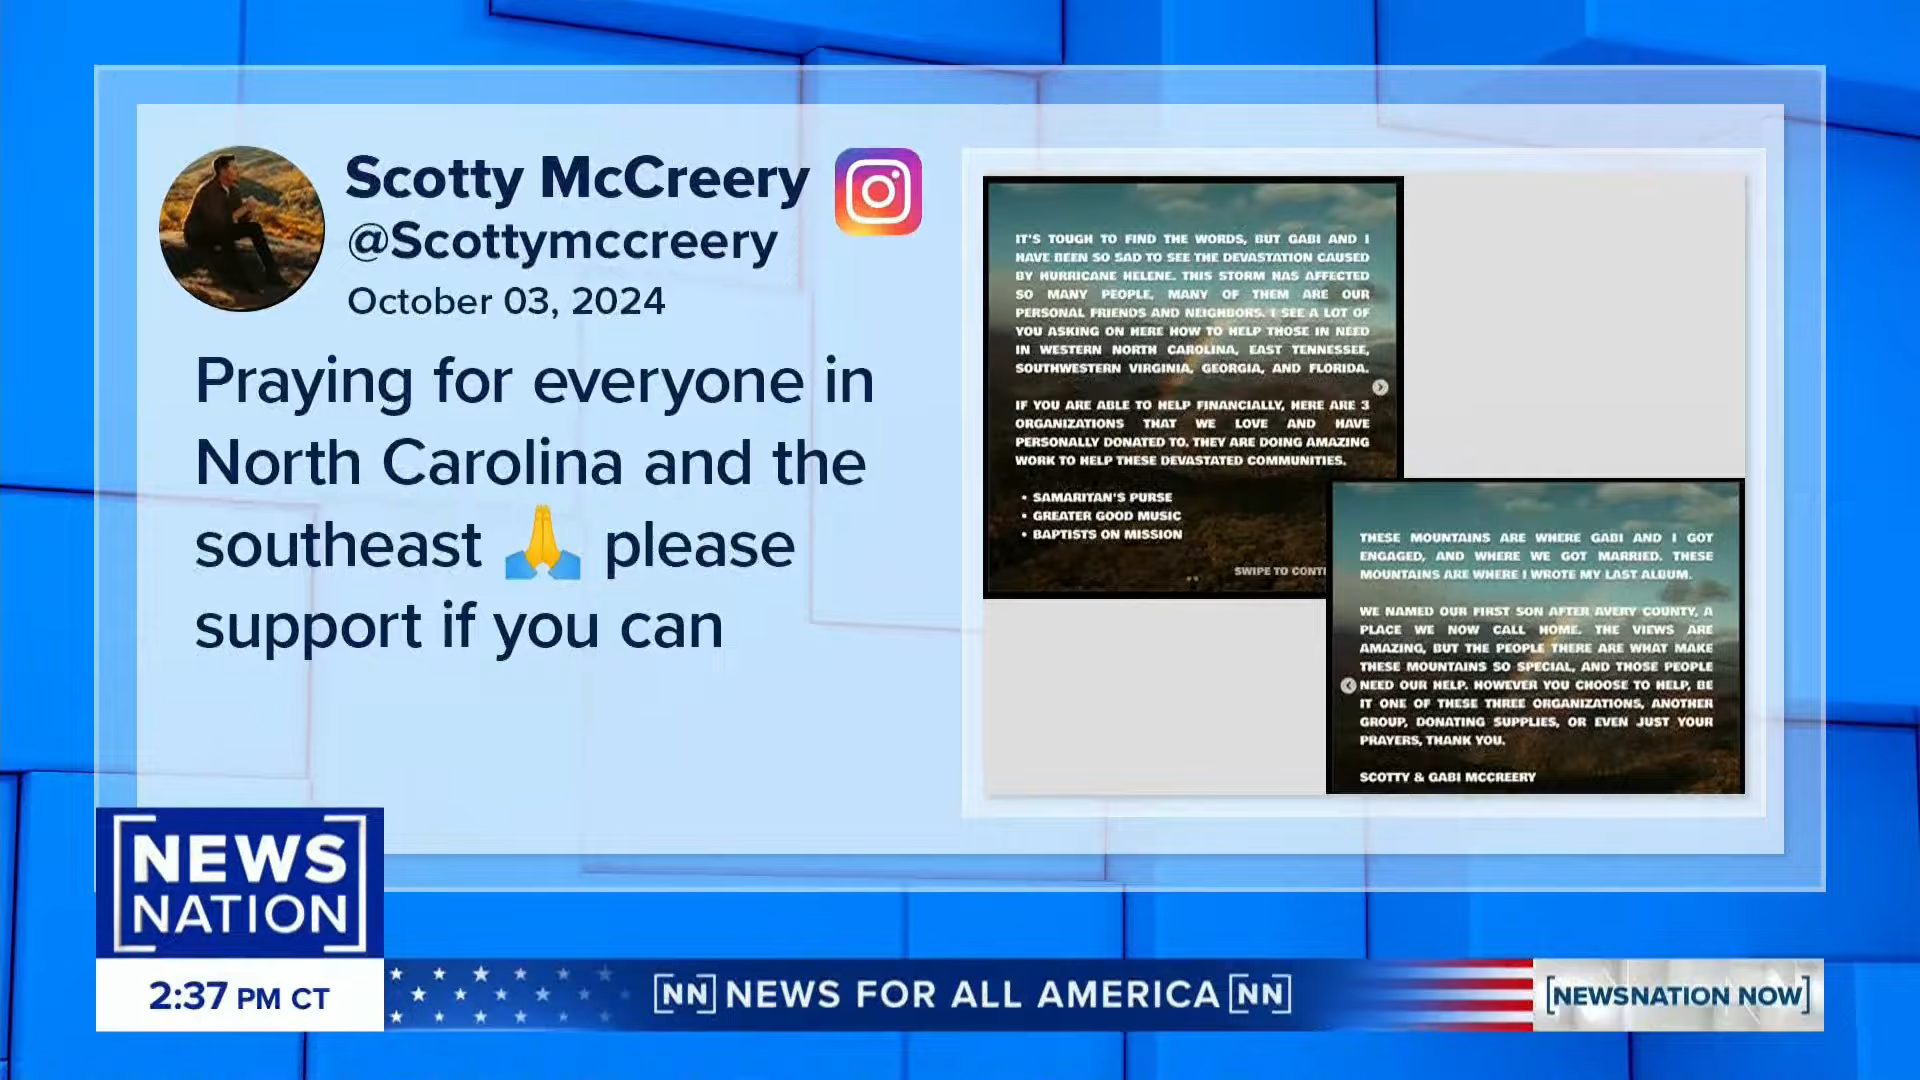 Scotty McCreery
@Scottymccreery
October 03, 2024
Praying for everyone in
North Carolina and the
southeast 🙏 please
support if you can
IT'S TOUGH TO FIND THE WORDS, BUT GABI AND I
HAVE BEEN SO SAD TO SEE THE DEVASTATION CAUSED
BY HURRICANE HELENE. THIS STORM HAS AFFECTED
SO MANY PEOPLE, MANY OF THEM ARE OUR
PERSONAL FRIENDS AND NEIGHBORS. I SEE A LOT OF
YOU ASKING ON HERE HOW TO HELP THOSE IN NEED
IN WESTERN NORTH CAROLINA, EAST TENNESSEE,
SOUTHWESTERN VIRGINIA, GEORGIA, AND FLORIDA.
IF YOU ARE ABLE TO HELP FINANCIALLY, HERE ARE 3
ORGANIZATIONS THAT WE LOVE AND HAVE
PERSONALLY DONATED TO. THEY ARE DOING AMAZING
WORK TO HELP THESE DEVASTATED COMMUNITIES.
• SAMARITAN'S PURSE
• GREATER GOOD MUSIC
• BAPTISTS ON MISSION
SWIPE TO CONTI
THESE MOUNTAINS ARE WHERE GABI AND I GOT
ENGAGED, AND WHERE WE GOT MARRIED. THESE
MOUNTAINS ARE WHERE I WROTE MY LAST ALBUM.
WE NAMED OUR FIRST SON AFTER AVERY COUNTY, A
PLACE WE NOW CALL HOME. THE VIEWS ARE
AMAZING, BUT THE PEOPLE THERE ARE WHAT MAKE
THESE MOUNTAINS SO SPECIAL, AND THOSE PEOPLE
NEED OUR HELP. HOWEVER YOU CHOOSE TO HELP, BE
IT ONE OF THESE THREE ORGANIZATIONS, ANOTHER
GROUP, DONATING SUPPLIES, OR EVEN JUST YOUR
PRAYERS, THANK YOU.
SCOTTY & GABI MCCREERY
[NEWS
NATION]
2:37 PM CT
[NN] NEWS FOR ALL AMERICA [NN]
[NEWSNATION NOW]